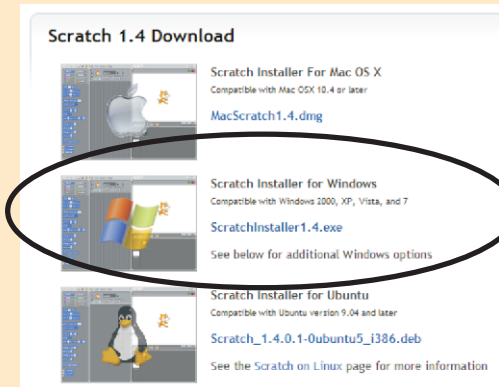 Scratch 1.4 Download
Scratch Installer For Mac OS X
Compatible with Mac OSX 10.4 or later
MacScratch1.4.dmg
Scratch Installer for Windows
Compatible with Windows 2000, XP, Vista, and 7
ScratchInstaller1.4.exe
See below for additional Windows options
Scratch Installer for Ubuntu
Compatible with Ubuntu version 9.04 and later
Scratch_1.4.0.1-0ubuntu5_i386.deb
See the Scratch on Linux page for more information